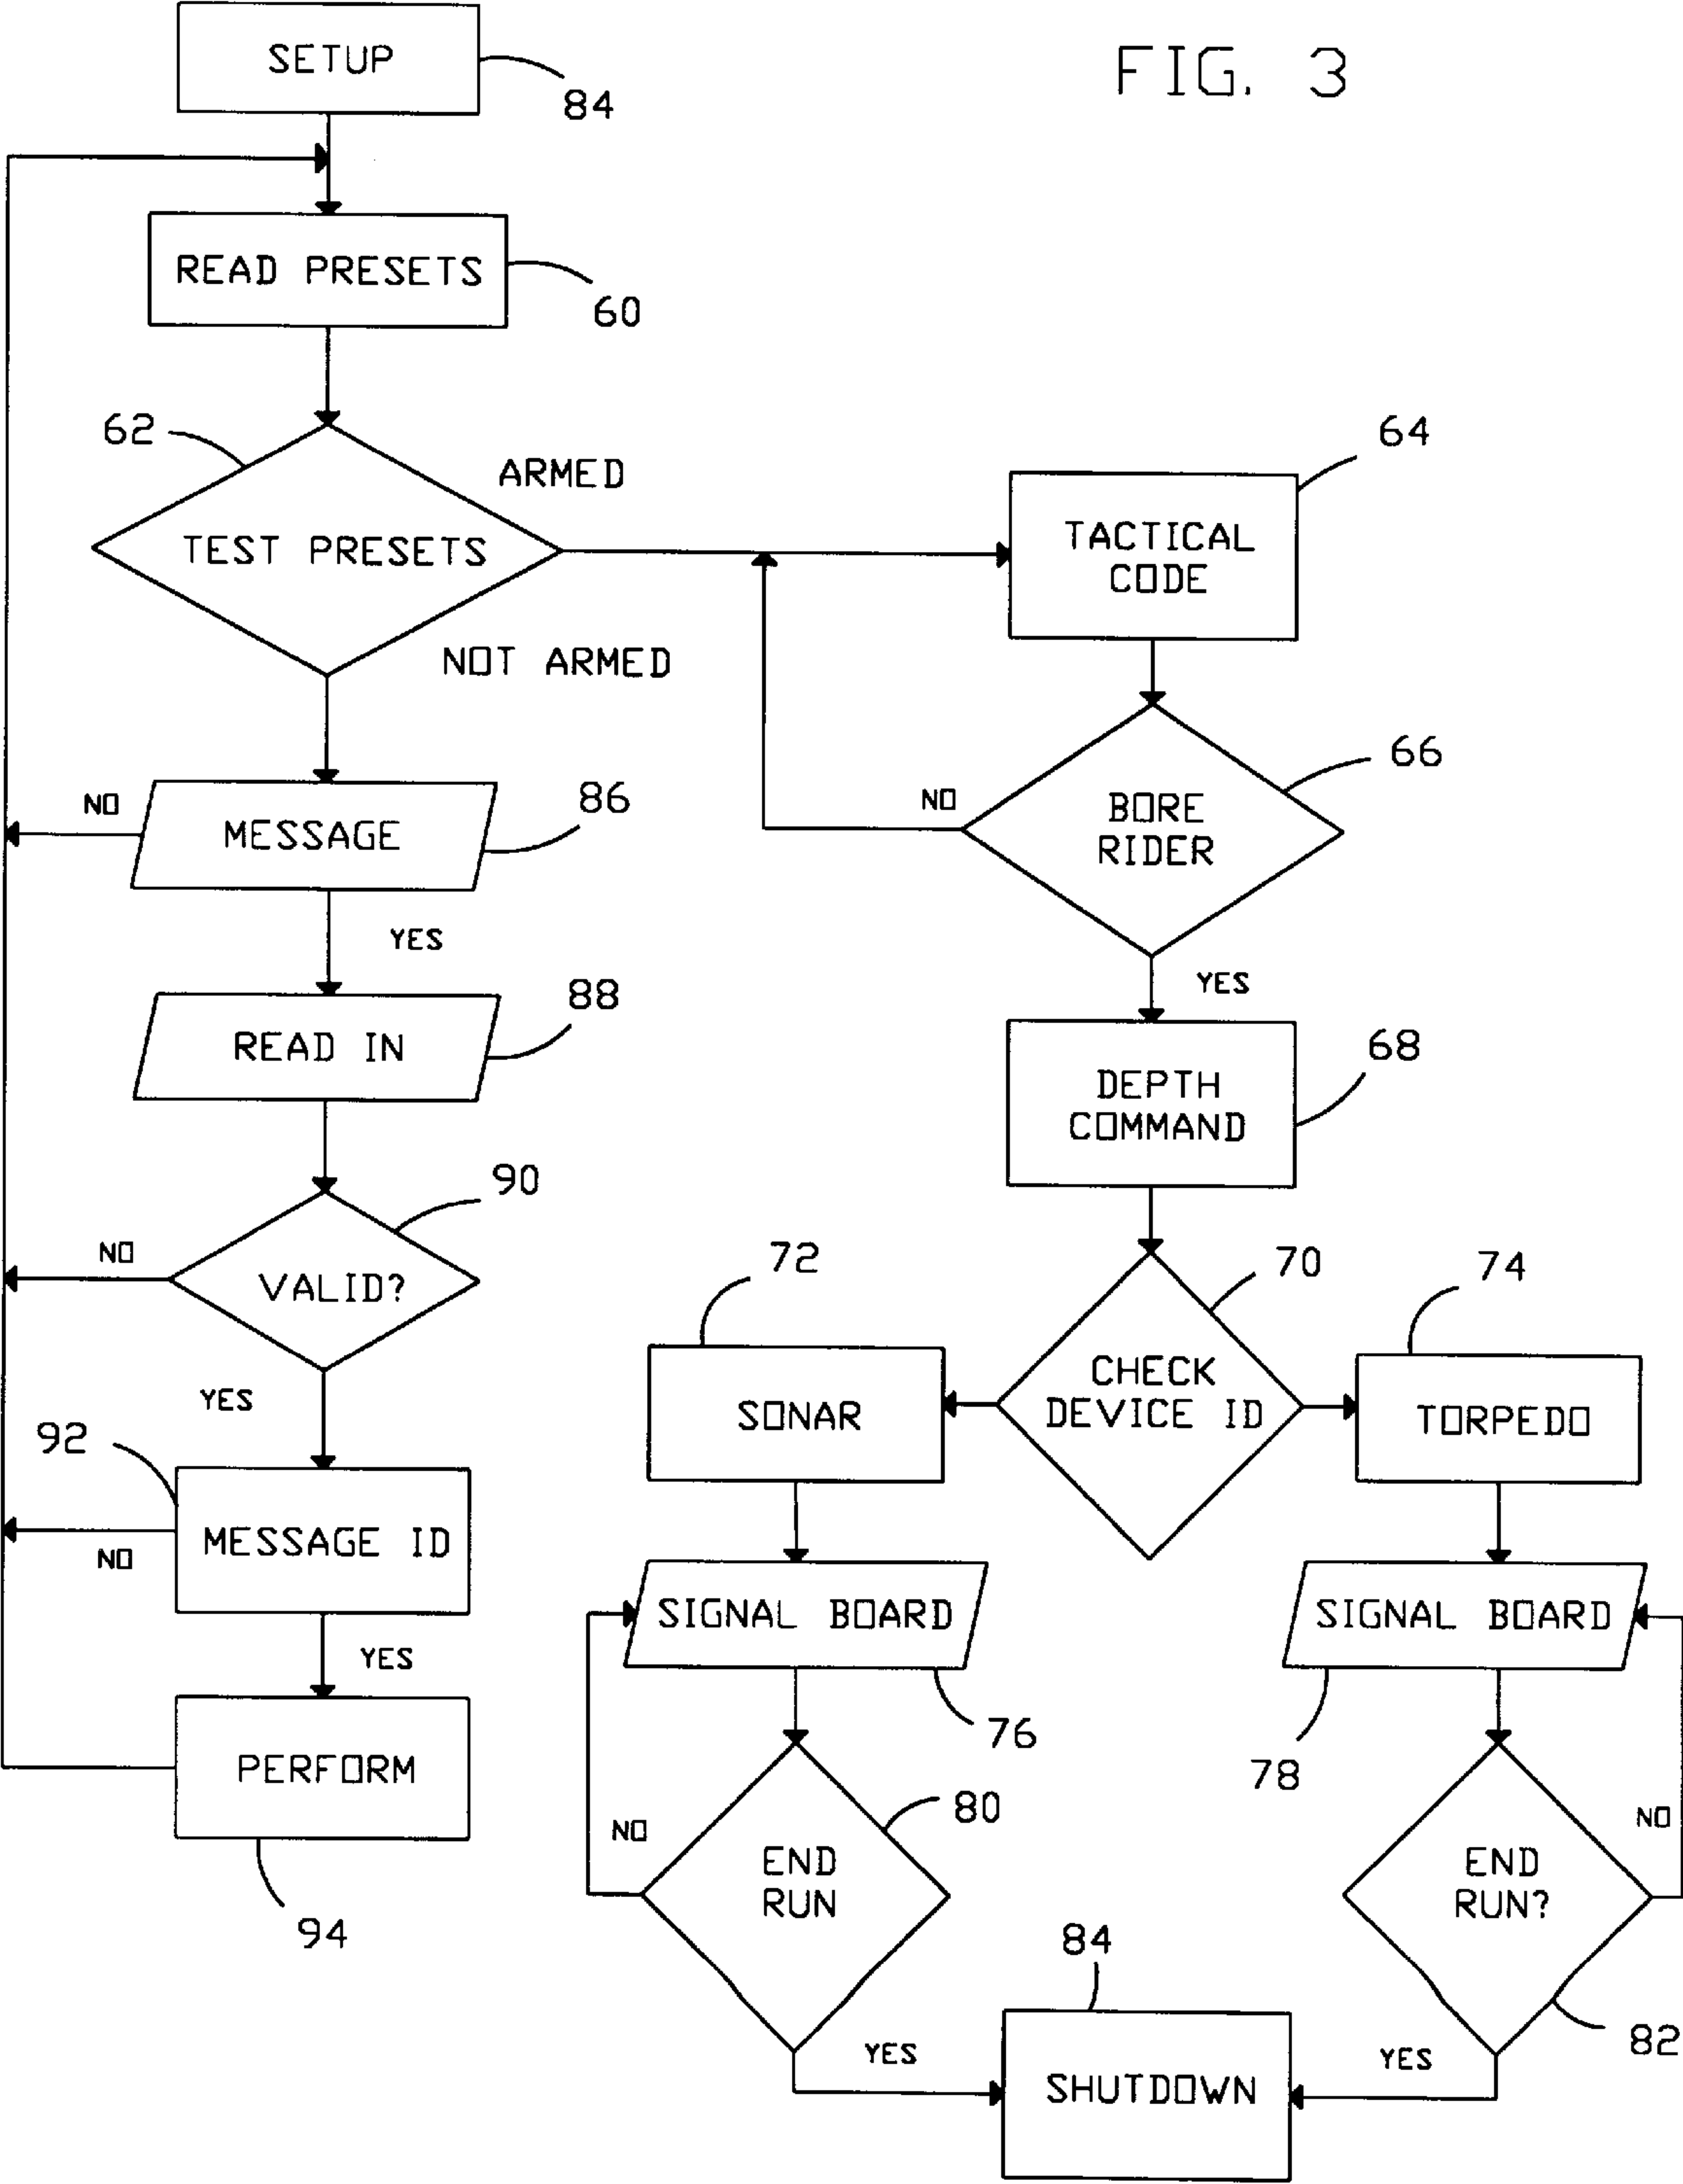 SETUP
84
FIG. 3
READ PRESETS
60
62
TEST PRESETS
ARMED
NOT ARMED
64
TACTICAL
CODE
66
BORE
RIDER
NO
YES
NO
MESSAGE
86
YES
READ IN
88
68
DEPTH
COMMAND
90
VALID?
NO
YES
72
SONAR
70
CHECK
DEVICE ID
74
TORPEDO
92
MESSAGE ID
NO
YES
SIGNAL BOARD
76
SIGNAL BOARD
78
PERFORM
94
80
END
RUN
NO
YES
END
RUN?
NO
82
YES
84
SHUTDOWN